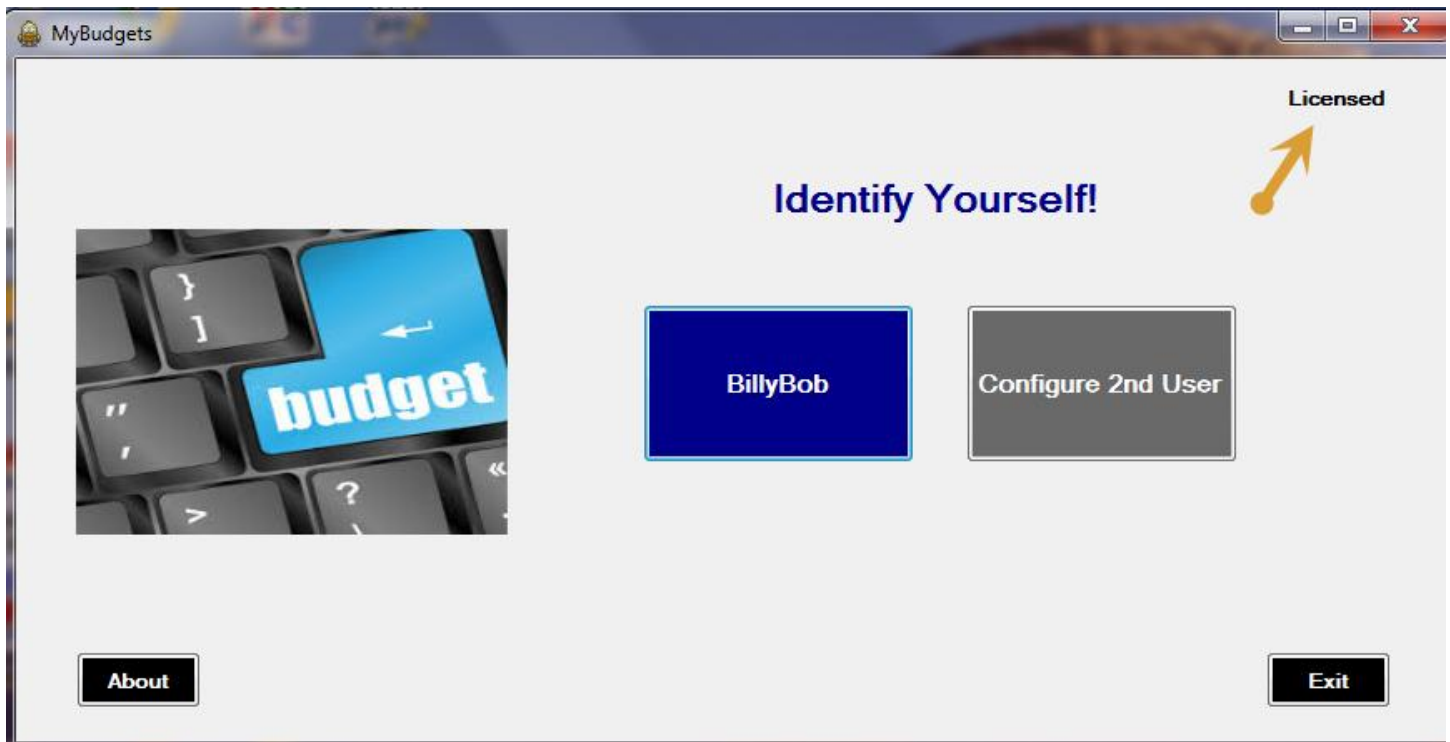 MyBudgets
Licensed
Identify Yourself!
}
]
budget
"
,
BillyBob
Configure 2nd User
>
?
«
About
Exit